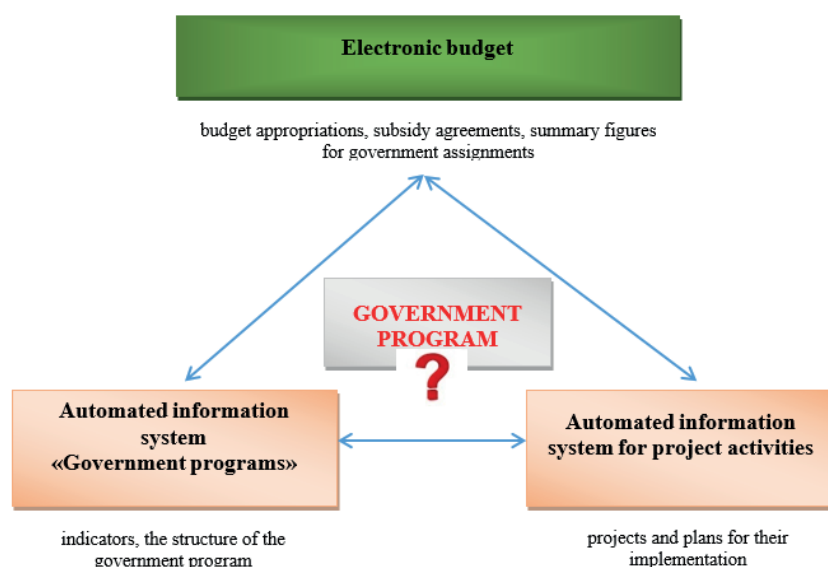 Electronic budget
budget appropriations, subsidy agreements, summary figures
for government assignments
GOVERNMENT
PROGRAM
?
Automated information
system
«Government programs»
Automated information
system for project activities
indicators, the structure of the
government program
projects and plans for their
implementation